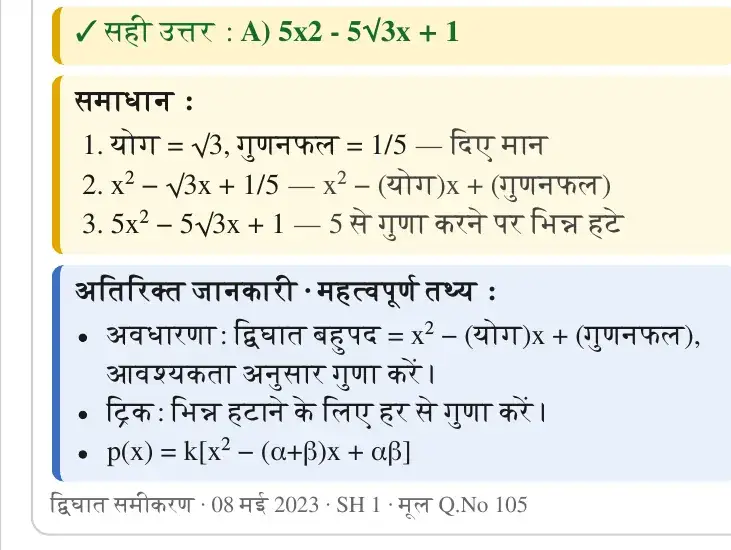 ✓ सही उत्तर : A) 5x2 - 5√3x + 1
समाधान :
1. योग = √3, गुणनफल = 1/5 — दिए मान
2. x² − √3x + 1/5 — x² − (योग)x + (गुणनफल)
3. 5x² − 5√3x + 1 — 5 से गुणा करने पर भिन्न हटे
अतिरिक्त जानकारी · महत्वपूर्ण तथ्य :
• अवधारणा : द्विघात बहुपद = x² − (योग)x + (गुणनफल),
आवश्यकता अनुसार गुणा करें।
• ट्रिक : भिन्न हटाने के लिए हर से गुणा करें।
• p(x) = k[x² − (α+β)x + αβ]
द्विघात समीकरण · 08 मई 2023 · SH 1 · मूल Q.No 105